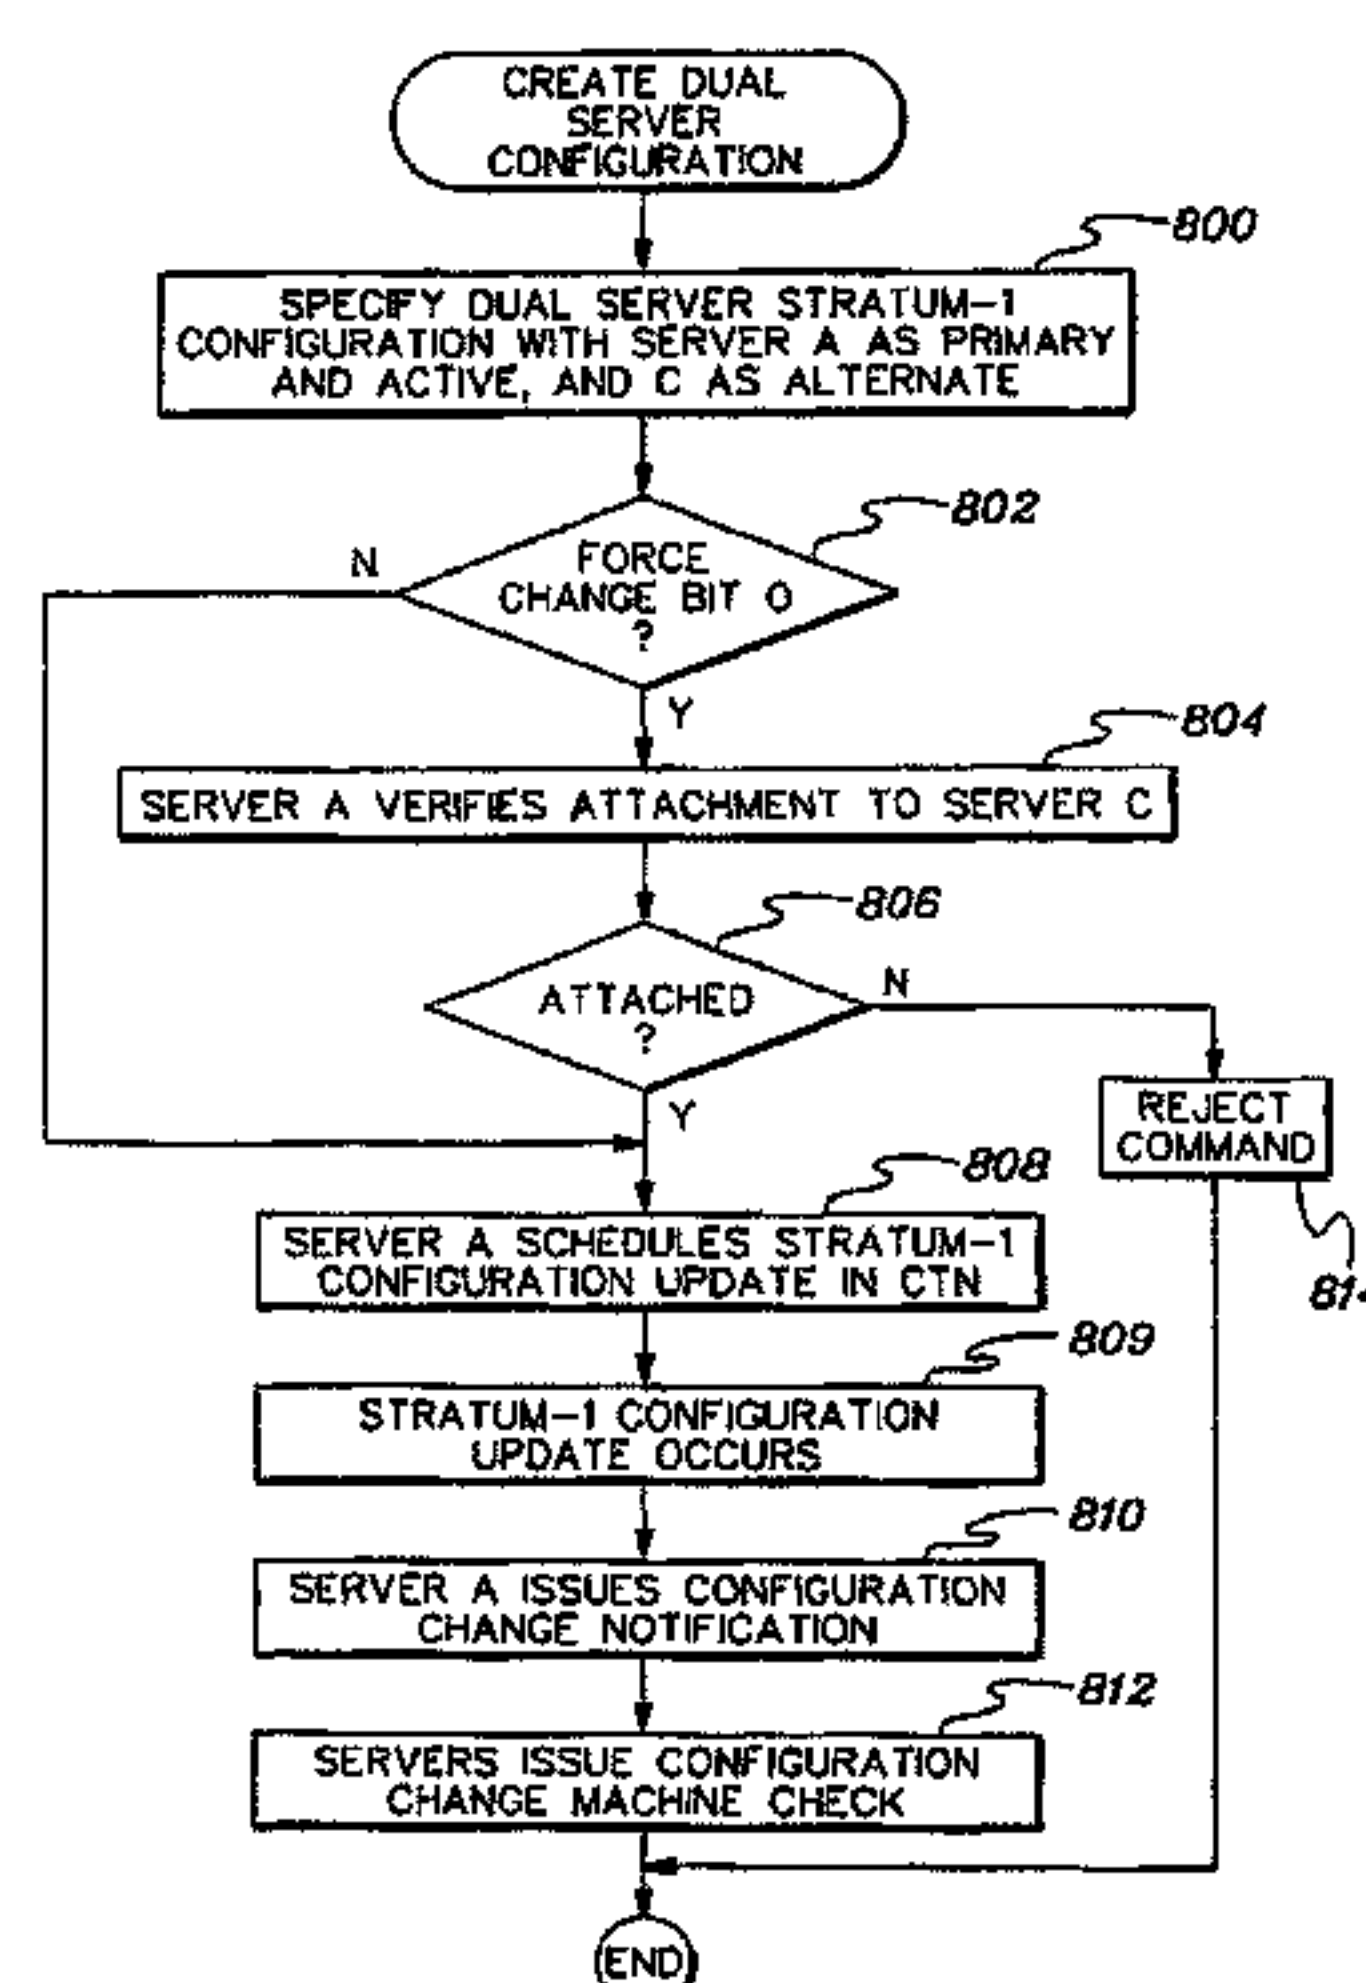 CREATE DUAL
SERVER
CONFIGURATION
800
SPECIFY DUAL SERVER STRATUM-1
CONFIGURATION WITH SERVER A AS PRIMARY
AND ACTIVE, AND C AS ALTERNATE
802
N
FORCE
CHANGE BIT 0
?
Y
804
SERVER A VERIFIES ATTACHMENT TO SERVER C
806
N
ATTACHED
?
Y
REJECT
COMMAND
808
SERVER A SCHEDULES STRATUM-1
CONFIGURATION UPDATE IN CTN
809
STRATUM-1 CONFIGURATION
UPDATE OCCURS
810
SERVER A ISSUES CONFIGURATION
CHANGE NOTIFICATION
812
SERVERS ISSUE CONFIGURATION
CHANGE MACHINE CHECK
END